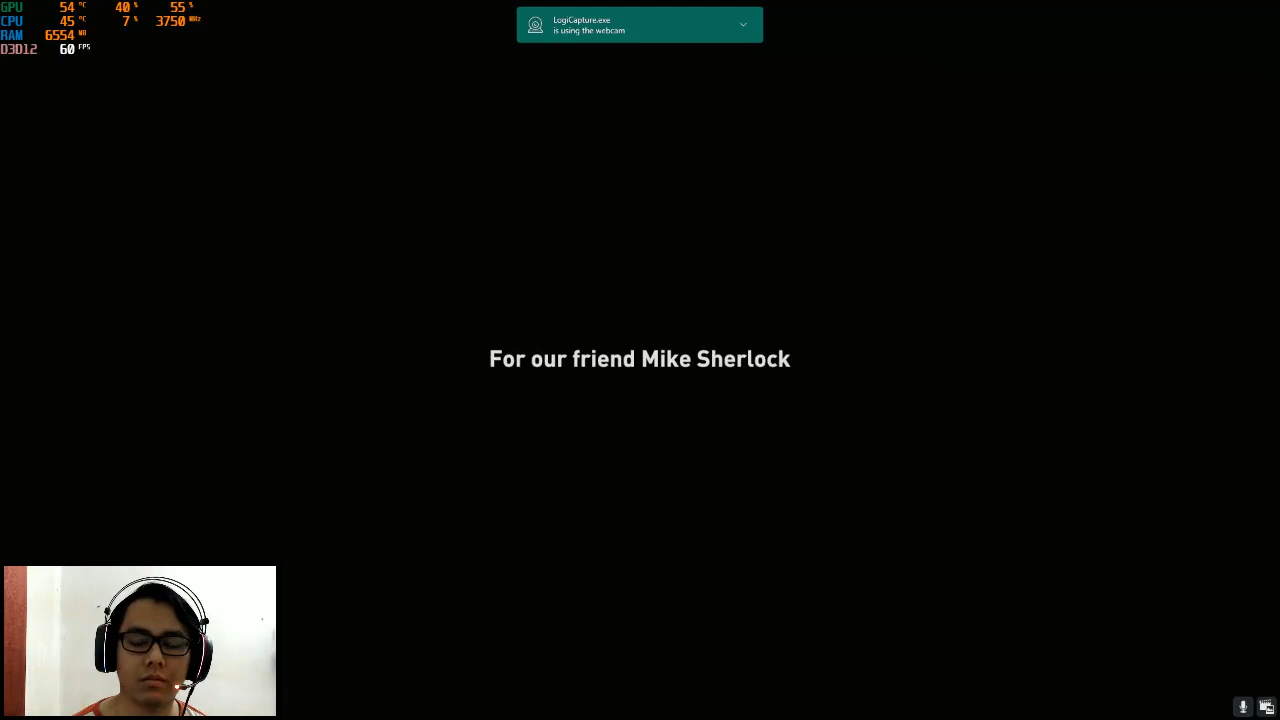 GPU 54 °C 40 % 55 %
CPU 45 °C 7 % 3750 MHz
RAM 6554 MB
D3D12 60 FPS
LogiCapture.exe
is using the webcam
For our friend Mike Sherlock